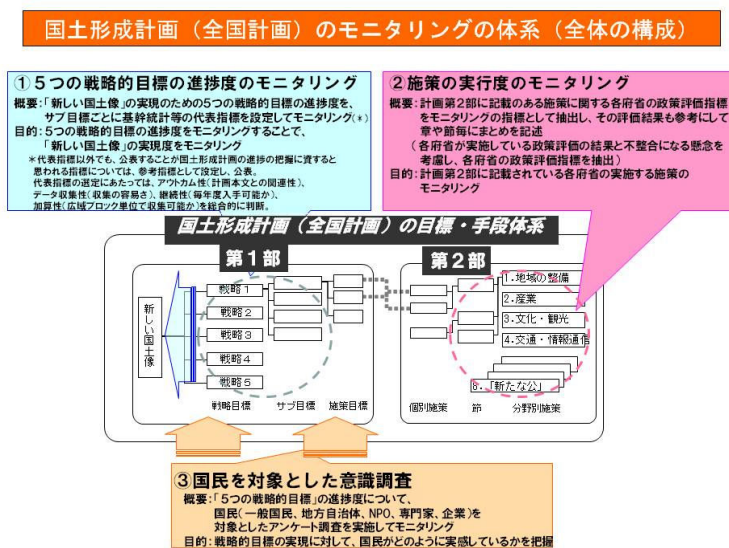 国土形成計画（全国計画）のモニタリングの体系（全体の構成）
①５つの戦略的目標の進捗度のモニタリング
概要：「新しい国土像」の実現のための５つの戦略的目標の進捗度を、
サブ目標ごとに基幹統計等の代表指標を設定してモニタリング(＊)
目的：５つの戦略的目標の進捗度をモニタリングすることで、
「新しい国土像」の実現度をモニタリング
＊代表指標以外でも、公表することが国土形成計画の進捗の把握に資すると
思われる指標については、参考指標として設定し、公表。
代表指標の選定にあたっては、アウトカム性（計画本文との関連性）、
データ収集性（収集の容易さ）、継続性（毎年度入手可能か）、
加算性（広域ブロック単位で収集可能か）を総合的に判断。
②施策の実行度のモニタリング
概要：計画第２部に記載のある施策に関する各府省の政策評価指標
をモニタリングの指標として抽出し、その評価結果も参考にして
章や節毎にまとめを記述
（各府省が実施している政策評価の結果と不整合になる懸念を
考慮し、各府省の政策評価指標を抽出）
目的：計画第２部に記載されている各府省の実施する施策の
モニタリング
国土形成計画（全国計画）の目標・手段体系
第１部
第２部
新しい国土像
戦略１
戦略２
戦略３
戦略４
戦略５
戦略目標
サブ目標
施策目標
１．地域の整備
２．産業
３．文化・観光
４．交通・情報通信
８．「新たな公」
個別施策
節
分野別施策
③国民を対象とした意識調査
概要：「５つの戦略的目標」の進捗度について、
国民（一般国民、地方自治体、NPO、専門家、企業）を
対象としたアンケート調査を実施してモニタリング
目的：戦略的目標の実現に対して、国民がどのように実感しているかを把握